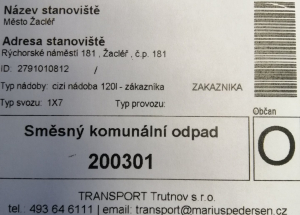 Název stanoviště
Město Žacléř
Adresa stanoviště
Rýchorské náměstí 181 , Žacléř, č.p. 181
ID: 2791010812 /
Typ nádoby: cizi nádoba 120l - zákazníka ZÁKAZNIKA
Typ svozu: 1X7 Typ provozu:
Občan
Směsný komunální odpad
200301
O
TRANSPORT Trutnov s.r.o.
tel.: 493 64 6111 | email: transport@mariuspedersen.cz